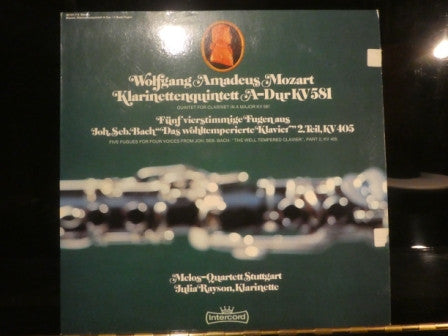 Wolfgang Amadeus Mozart
Klarinettenquintett A-Dur KV 581
QUINTET FOR CLARINET IN A MAJOR KV 581
Fünf vierstimmige Fugen aus
Joh. Seb. Bach "Das wohltemperierte Klavier" 2. Teil, KV 405
FIVE FUGUES FOR FOUR VOICES FROM JOH. SEB. BACH - "THE WELL TEMPERED CLAVIER", PART 2, KV 405
Melos-Quartett Stuttgart
Julia Rayson, Klarinette
Intercord